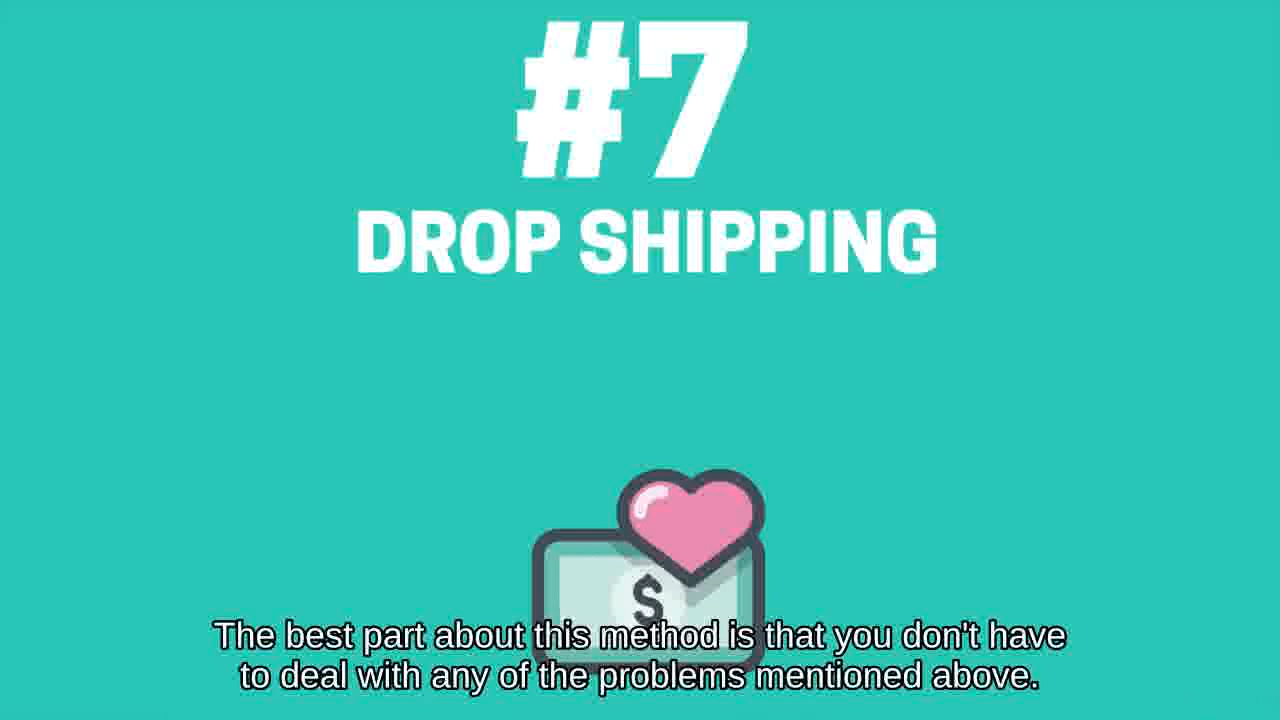 #7
DROP SHIPPING
$
The best part about this method is that you don't have
to deal with any of the problems mentioned above.